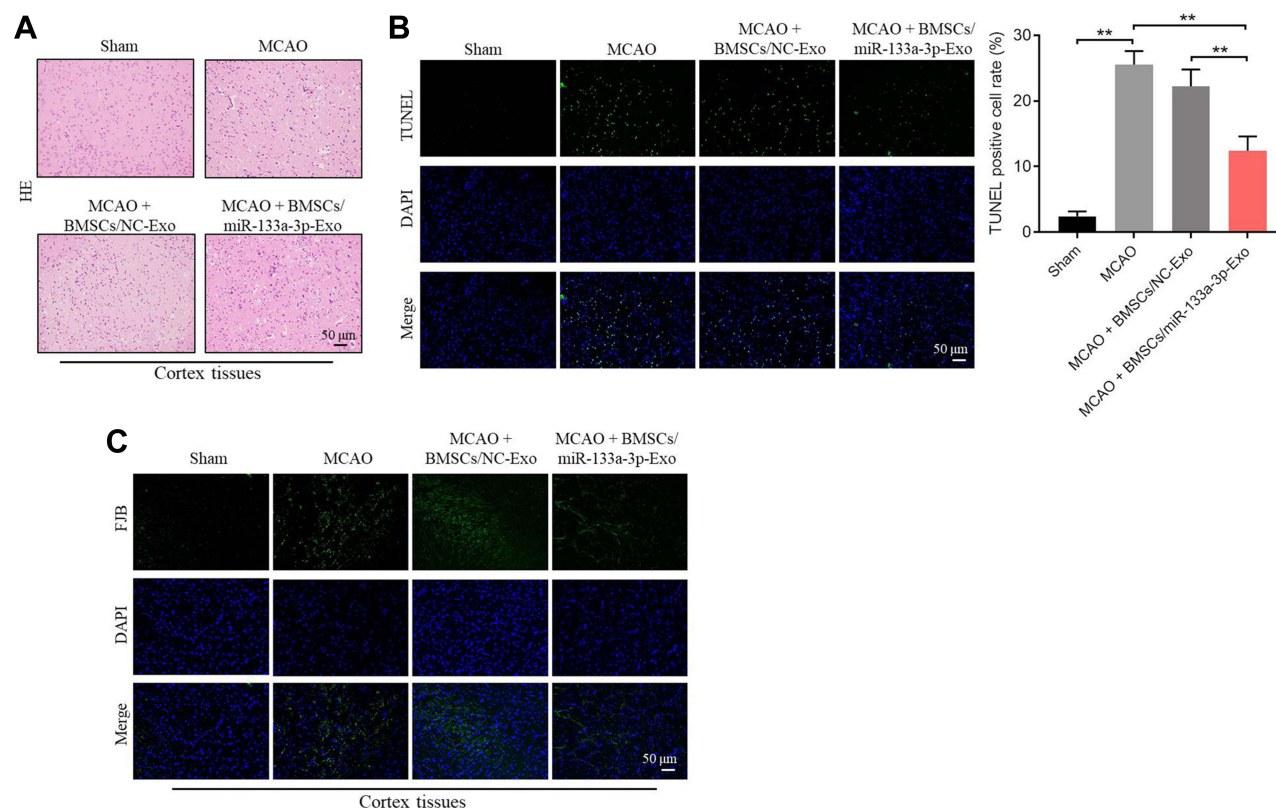 A
Sham
MCAO
HE
MCAO +
BMSCs/NC-Exo
MCAO + BMSCs/
miR-133a-3p-Exo
50 μm
Cortex tissues
B
Sham
MCAO
MCAO +
BMSCs/NC-Exo
MCAO + BMSCs/
miR-133a-3p-Exo
TUNEL
DAPI
Merge
50 μm
TUNEL positive cell rate (%)
30
20
10
0
**
**
**
Sham
MCAO
MCAO + BMSCs/NC-Exo
MCAO + BMSCs/miR-133a-3p-Exo
C
Sham
MCAO
MCAO +
BMSCs/NC-Exo
MCAO + BMSCs/
miR-133a-3p-Exo
FJB
DAPI
Merge
50 μm
Cortex tissues